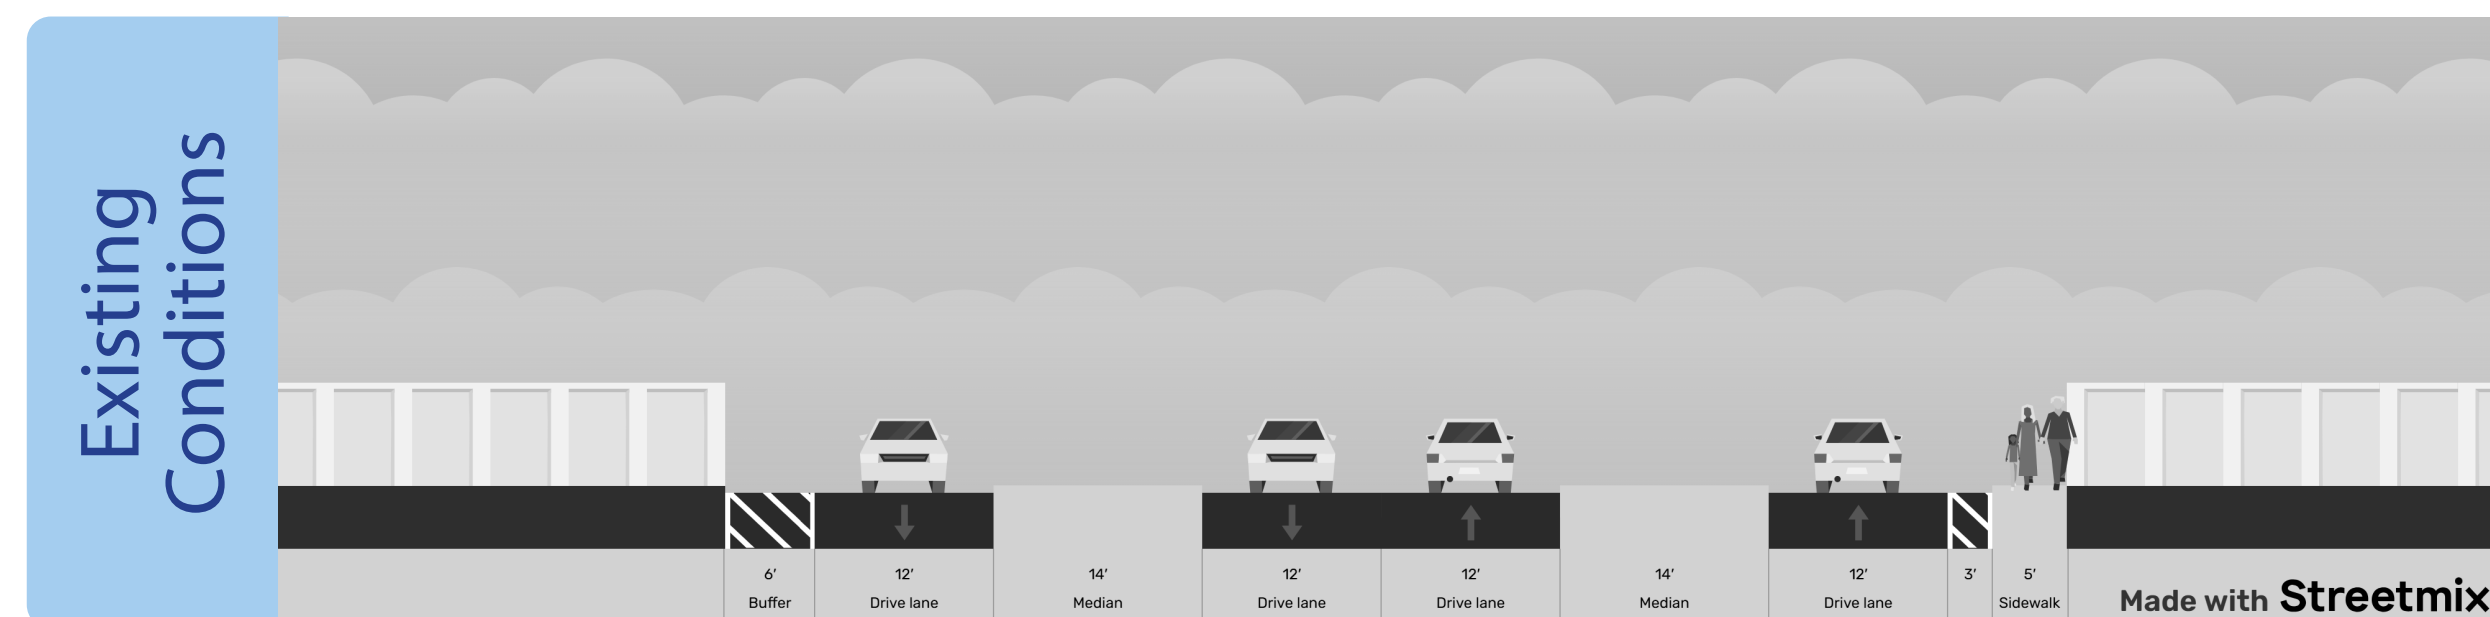 Existing
Conditions
6′
12′
14′
12′
12′
14′
12′
3′
5′
Buffer
Drive lane
Median
Drive lane
Drive lane
Median
Drive lane
Sidewalk
Made with Streetmix